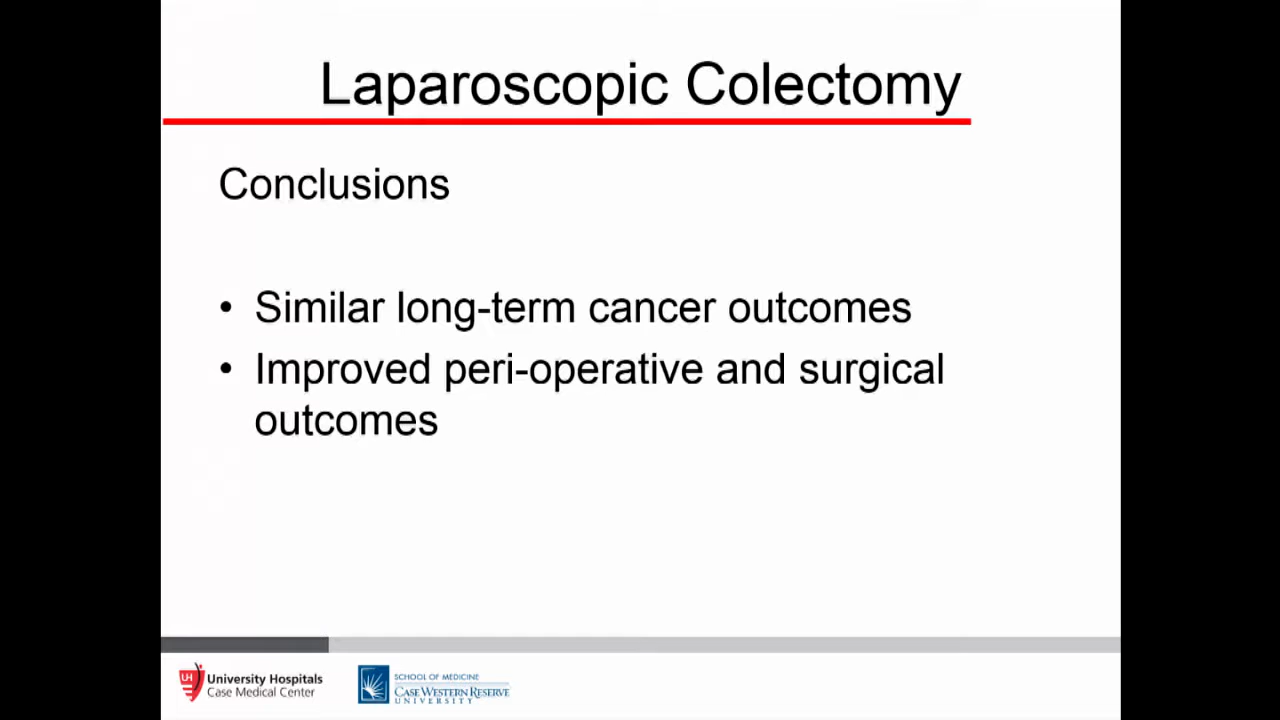 Laparoscopic Colectomy
Conclusions
• Similar long-term cancer outcomes
• Improved peri-operative and surgical
outcomes
UH
University Hospitals
Case Medical Center
SCHOOL OF MEDICINE
CASE WESTERN RESERVE
UNIVERSITY